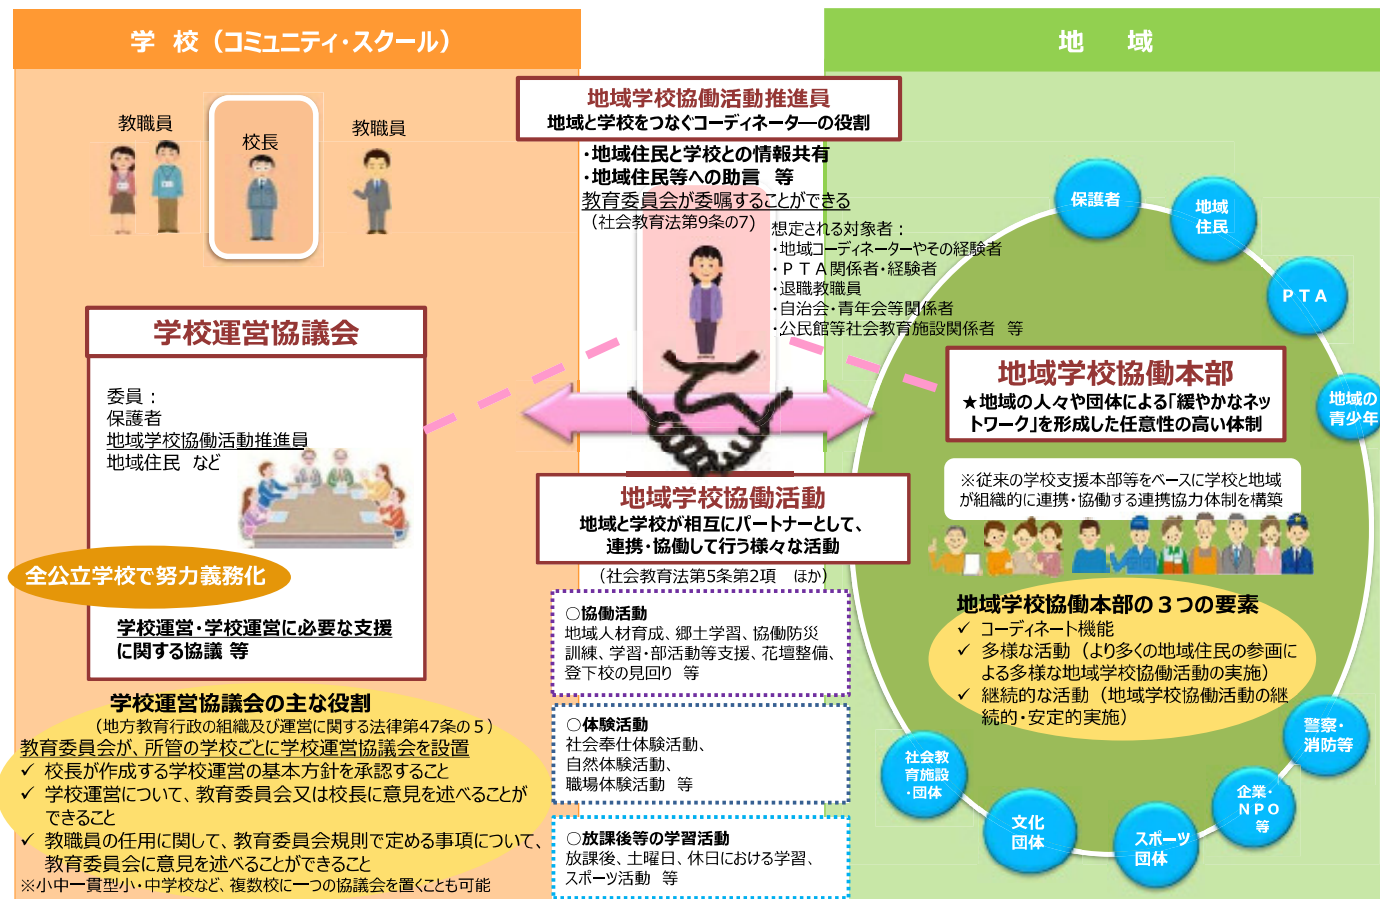 学 校（コミュニティ・スクール）
教職員
校長
教職員
学校運営協議会
委員：
保護者
地域学校協働活動推進員
地域住民 など
全公立学校で努力義務化
学校運営・学校運営に必要な支援
に関する協議 等
学校運営協議会の主な役割
（地方教育行政の組織及び運営に関する法律第47条の５）
教育委員会が、所管の学校ごとに学校運営協議会を設置
✓ 校長が作成する学校運営の基本方針を承認すること
✓ 学校運営について、教育委員会又は校長に意見を述べることが
できること
✓ 教職員の任用に関して、教育委員会規則で定める事項について、
教育委員会に意見を述べることができること
※小中一貫型小・中学校など、複数校に一つの協議会を置くことも可能
地域学校協働活動推進員
地域と学校をつなぐコーディネーターの役割
・地域住民と学校との情報共有
・地域住民等への助言 等
教育委員会が委嘱することができる
（社会教育法第9条の7）
想定される対象者：
・地域コーディネーターやその経験者
・ＰＴＡ関係者・経験者
・退職教職員
・自治会・青年会等関係者
・公民館等社会教育施設関係者 等
地域学校協働活動
地域と学校が相互にパートナーとして、
連携・協働して行う様々な活動
（社会教育法第5条第2項 ほか）
○協働活動
地域人材育成、郷土学習、協働防災
訓練、学習・部活動等支援、花壇整備、
登下校の見回り 等
○体験活動
社会奉仕体験活動、
自然体験活動、
職場体験活動 等
○放課後等の学習活動
放課後、土曜日、休日における学習、
スポーツ活動 等
地 域
保護者
地域
住民
ＰＴＡ
地域の
青少年
地域学校協働本部
★地域の人々や団体による「緩やかなネッ
トワーク」を形成した任意性の高い体制
※従来の学校支援本部等をベースに学校と地域
が組織的に連携・協働する連携協力体制を構築
地域学校協働本部の３つの要素
✓ コーディネート機能
✓ 多様な活動（より多くの地域住民の参画に
よる多様な地域学校協働活動の実施）
✓ 継続的な活動（地域学校協働活動の継
続的・安定的実施）
警察・
消防等
企業・
ＮＰＯ
等
スポーツ
団体
文化
団体
社会教
育施設
・団体